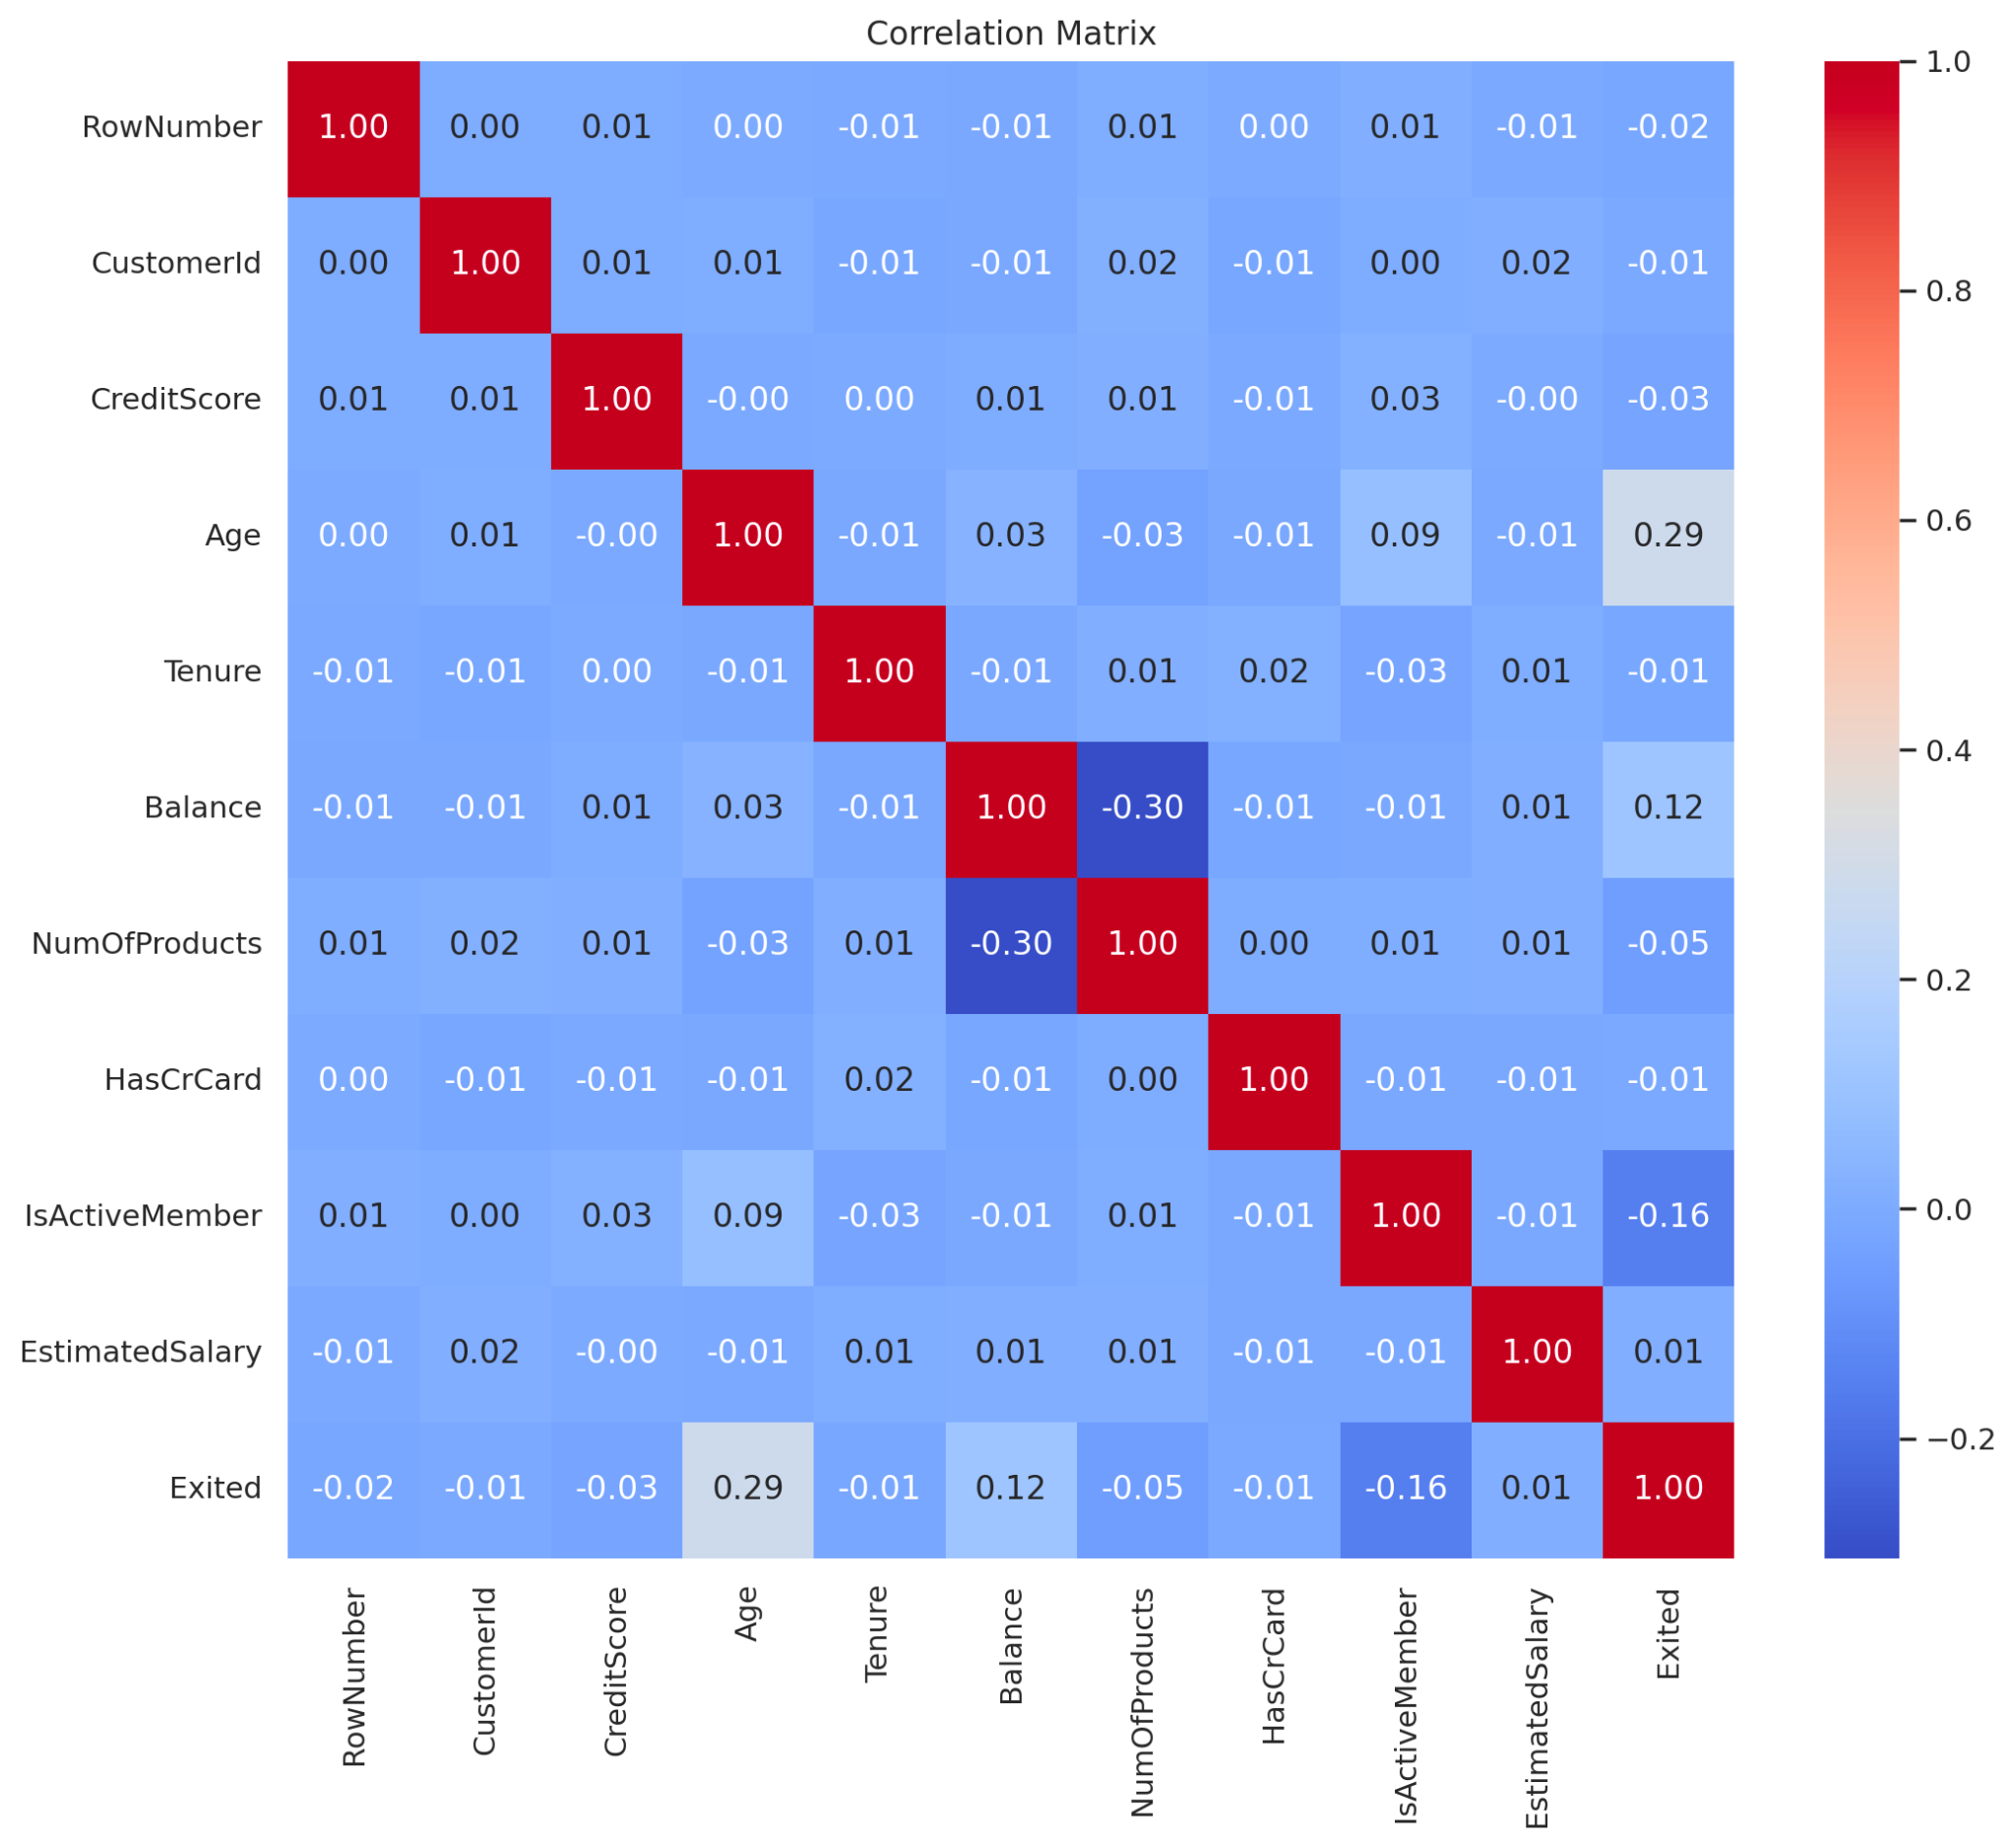 Correlation Matrix
RowNumber 1.00 0.00 0.01 0.00 -0.01 -0.01 0.01 0.00 0.01 -0.01 -0.02
CustomerId 0.00 1.00 0.01 0.01 -0.01 -0.01 0.02 -0.01 0.00 0.02 -0.01
CreditScore 0.01 0.01 1.00 -0.00 0.00 0.01 0.01 -0.01 0.03 -0.00 -0.03
Age 0.00 0.01 -0.00 1.00 -0.01 0.03 -0.03 -0.01 0.09 -0.01 0.29
Tenure -0.01 -0.01 0.00 -0.01 1.00 -0.01 0.01 0.02 -0.03 0.01 -0.01
Balance -0.01 -0.01 0.01 0.03 -0.01 1.00 -0.30 -0.01 -0.01 0.01 0.12
NumOfProducts 0.01 0.02 0.01 -0.03 0.01 -0.30 1.00 0.00 0.01 0.01 -0.05
HasCrCard 0.00 -0.01 -0.01 -0.01 0.02 -0.01 0.00 1.00 -0.01 -0.01 -0.01
IsActiveMember 0.01 0.00 0.03 0.09 -0.03 -0.01 0.01 -0.01 1.00 -0.01 -0.16
EstimatedSalary -0.01 0.02 -0.00 -0.01 0.01 0.01 0.01 -0.01 -0.01 1.00 0.01
Exited -0.02 -0.01 -0.03 0.29 -0.01 0.12 -0.05 -0.01 -0.16 0.01 1.00
RowNumber CustomerId CreditScore Age Tenure Balance NumOfProducts HasCrCard IsActiveMember EstimatedSalary Exited
1.0
0.8
0.6
0.4
0.2
0.0
−0.2